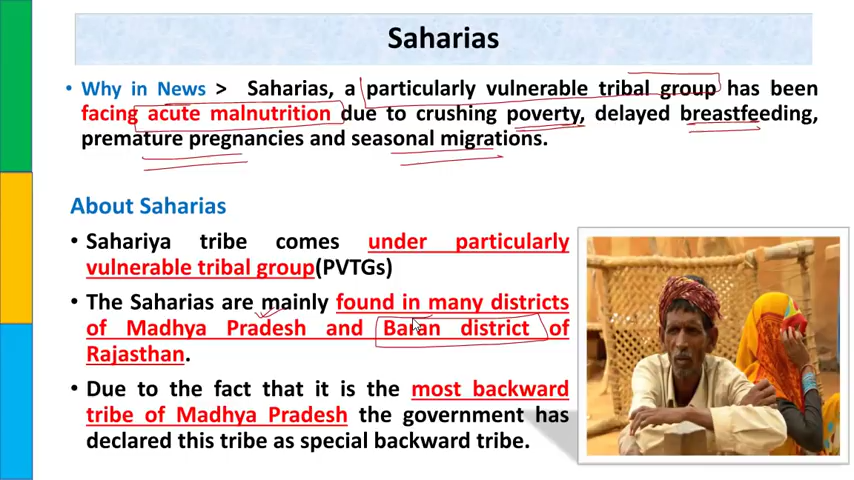 Saharias
• Why in News > Saharias, a particularly vulnerable tribal group has been
facing acute malnutrition due to crushing poverty, delayed breastfeeding,
premature pregnancies and seasonal migrations.
About Saharias
• Sahariya tribe comes under particularly
vulnerable tribal group(PVTGs)
• The Saharias are mainly found in many districts
of Madhya Pradesh and Baran district of
Rajasthan.
• Due to the fact that it is the most backward
tribe of Madhya Pradesh the government has
declared this tribe as special backward tribe.